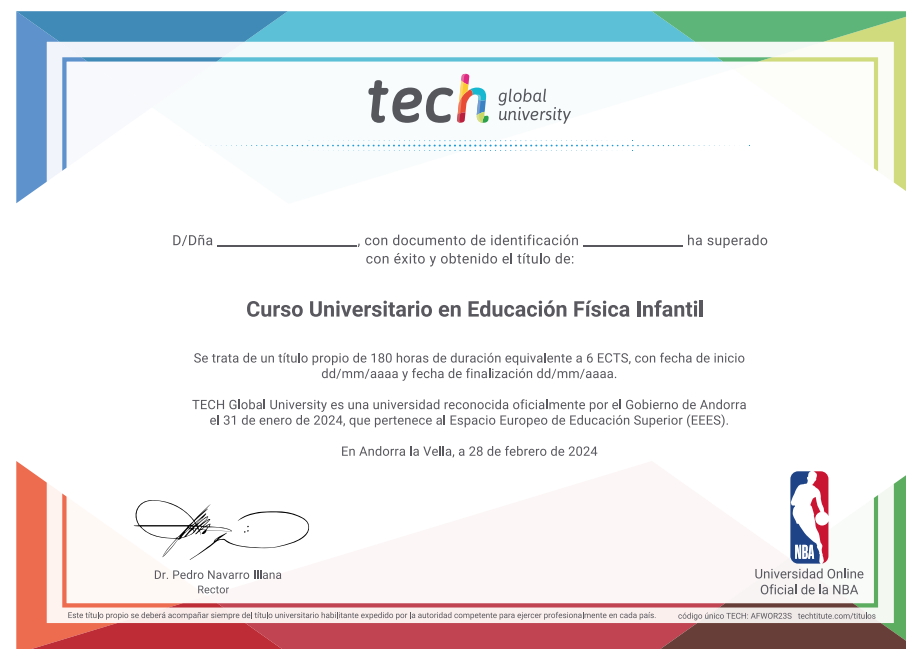 tech global university
D/Dña ____________________, con documento de identificación ______________ ha superado
con éxito y obtenido el título de:
Curso Universitario en Educación Física Infantil
Se trata de un título propio de 180 horas de duración equivalente a 6 ECTS, con fecha de inicio
dd/mm/aaaa y fecha de finalización dd/mm/aaaa.
TECH Global University es una universidad reconocida oficialmente por el Gobierno de Andorra
el 31 de enero de 2024, que pertenece al Espacio Europeo de Educación Superior (EEES).
En Andorra la Vella, a 28 de febrero de 2024
Dr. Pedro Navarro Illana
Rector
NBA
Universidad Online
Oficial de la NBA
Este título propio se deberá acompañar siempre del título universitario habilitante expedido por la autoridad competente para ejercer profesionalmente en cada país.
código único TECH: AFWOR23S techtitute.com/titulos